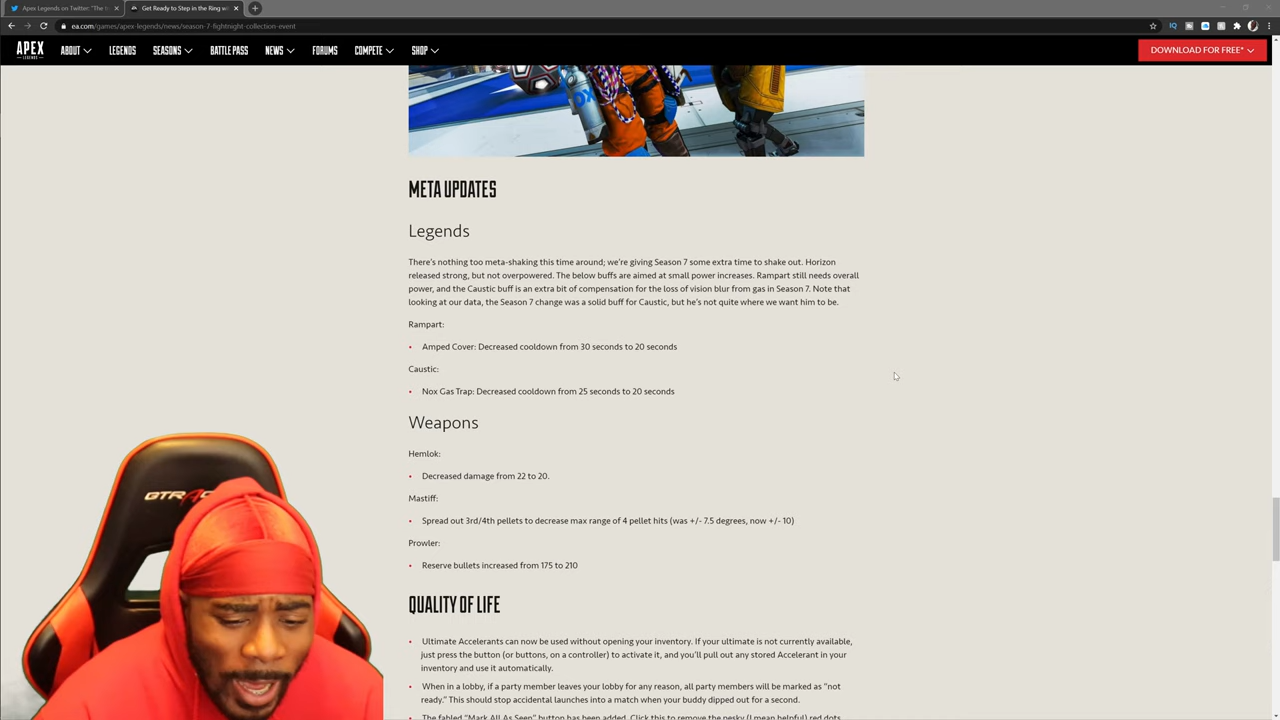 Apex Legends on Twitter: "The f
Get Ready to Step in the Ring w
ea.com/games/apex-legends/news/season-7-fightnight-collection-event
APEX
LEGENDS
ABOUT
LEGENDS
SEASONS
BATTLE PASS
NEWS
FORUMS
COMPETE
SHOP
DOWNLOAD FOR FREE*
META UPDATES
Legends
There's nothing too meta-shaking this time around; we're giving Season 7 some extra time to shake out. Horizon
released strong, but not overpowered. The below buffs are aimed at small power increases. Rampart still needs overall
power, and the Caustic buff is an extra bit of compensation for the loss of vision blur from gas in Season 7. Note that
looking at our data, the Season 7 change was a solid buff for Caustic, but he's not quite where we want him to be.
Rampart:
• Amped Cover: Decreased cooldown from 30 seconds to 20 seconds
Caustic:
• Nox Gas Trap: Decreased cooldown from 25 seconds to 20 seconds
Weapons
Hemlok:
• Decreased damage from 22 to 20.
Mastiff:
• Spread out 3rd/4th pellets to decrease max range of 4 pellet hits (was +/- 7.5 degrees, now +/- 10)
Prowler:
• Reserve bullets increased from 175 to 210
QUALITY OF LIFE
• Ultimate Accelerants can now be used without opening your inventory. If your ultimate is not currently available,
just press the button (or buttons, on a controller) to activate it, and you'll pull out any stored Accelerant in your
inventory and use it automatically.
• When in a lobby, if a party member leaves your lobby for any reason, all party members will be marked as "not
ready." This should stop accidental launches into a match when your buddy dipped out for a second.
• The fabled "Mark All As Seen" button has been added. Click this to remove the pesky (I mean helpful) red dots
GTRAC